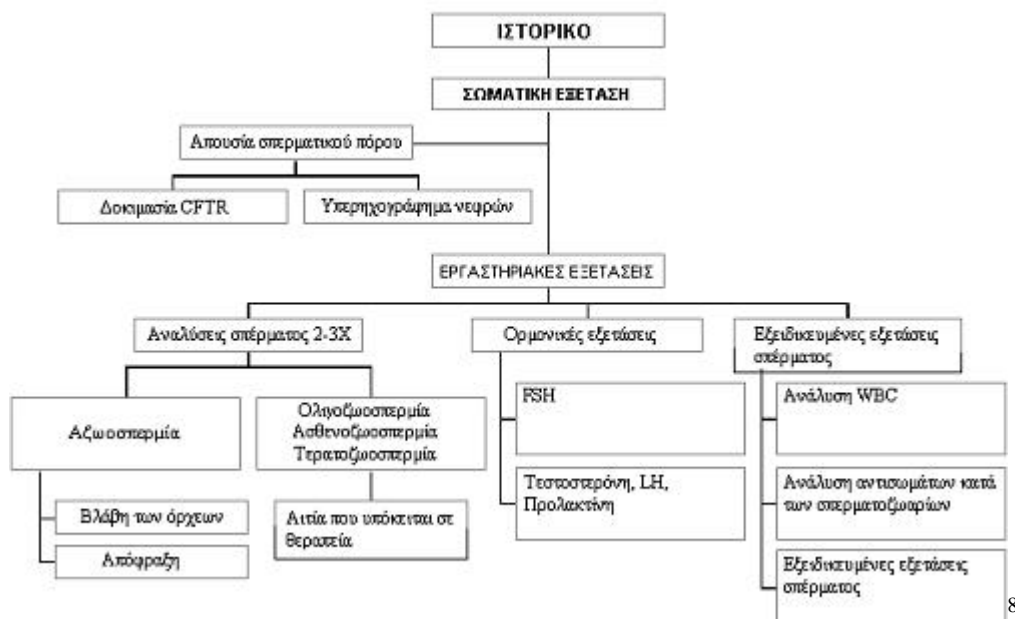 ΙΣΤΟΡΙΚΟ
ΣΩΜΑΤΙΚΗ ΕΞΕΤΑΣΗ
Απουσία σπερματικού πόρου
Δοκιμασία CFTR
Υπερηχογράφημα νεφρών
ΕΡΓΑΣΤΗΡΙΑΚΕΣ ΕΞΕΤΑΣΕΙΣ
Αναλύσεις σπέρματος 2-3Χ
Ορμονικές εξετάσεις
Εξειδικευμένες εξετάσεις
σπέρματος
Αζωοσπερμία
Ολιγοζωοσπερμία
Ασθενοζωοσπερμία
Τερατοζωοσπερμία
FSH
Ανάλυση WBC
Βλάβη των όρχεων
Απόφραξη
Αιτία που υπόκειται σε
θεραπεία
Τεστοστερόνη, LH,
Προλακτίνη
Ανάλυση αντισωμάτων κατά
των σπερματοζωαρίων
Εξειδικευμένες εξετάσεις
σπέρματος
8